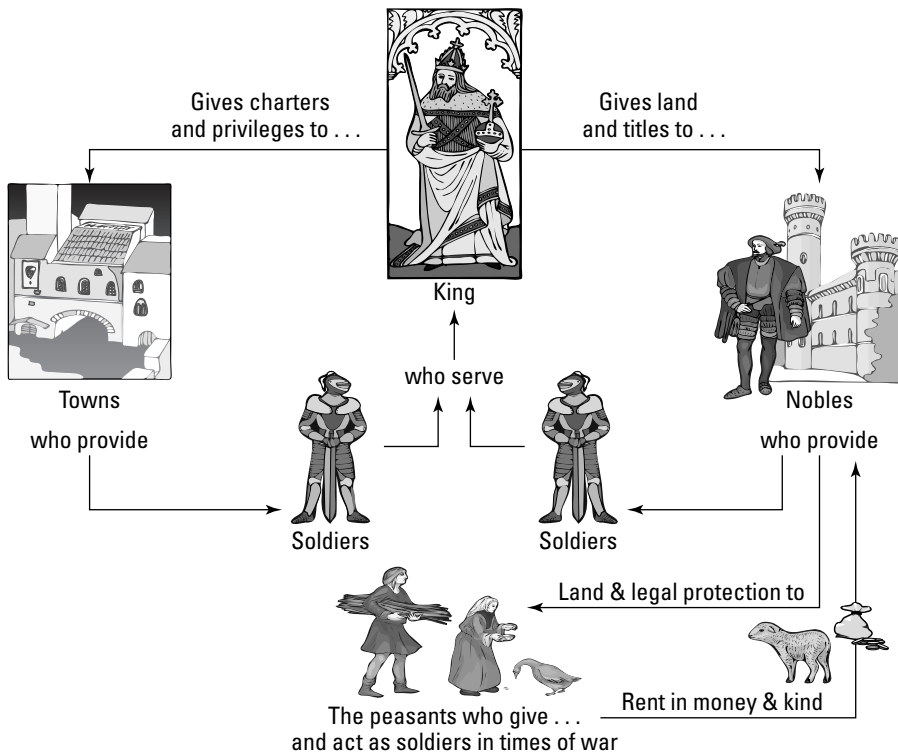 Gives charters
and privileges to . . .
Gives land
and titles to . . .
King
who serve
Towns
who provide
Nobles
who provide
Soldiers
Soldiers
Land & legal protection to
Rent in money & kind
The peasants who give . . .
and act as soldiers in times of war